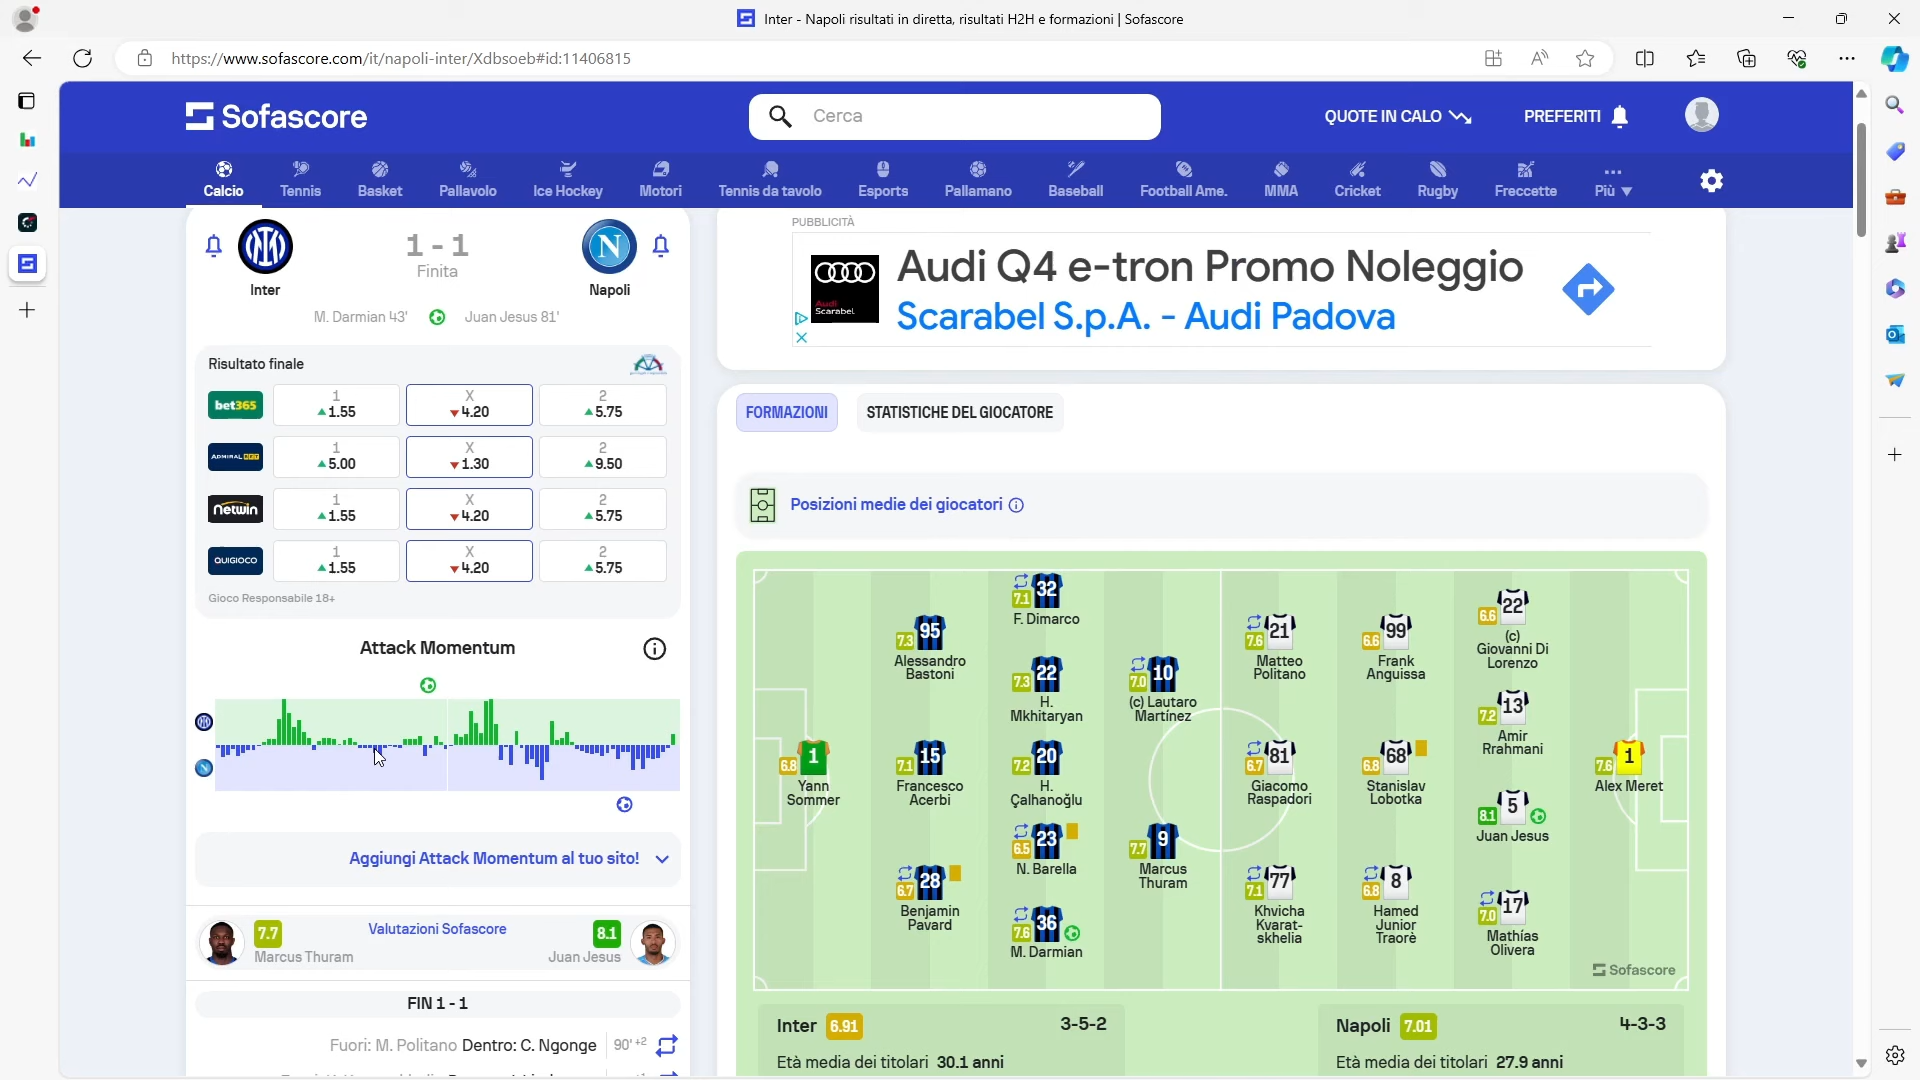 Inter - Napoli risultati in diretta, risultati H2H e formazioni | Sofascore
https://www.sofascore.com/it/napoli-inter/Xdbsoeb#id:11406815
Sofascore
Cerca
QUOTE IN CALO
PREFERITI
Calcio
Tennis
Basket
Pallavolo
Ice Hockey
Motori
Tennis da tavolo
Esports
Pallamano
Baseball
Football Ame.
MMA
Cricket
Rugby
Freccette
Più
1 - 1
Finita
Inter
Napoli
M. Darmian 43'
Juan Jesus 81'
Risultato finale
bet365
1
1.55
X
4.20
2
5.75
ADMIRALBET
1
5.00
X
1.30
2
9.50
netwin
1
1.55
X
4.20
2
5.75
QUIGIOCO
1
1.55
X
4.20
2
5.75
Gioco Responsabile 18+
Attack Momentum
Aggiungi Attack Momentum al tuo sito!
7.7
Valutazioni Sofascore
8.1
Marcus Thuram
Juan Jesus
FIN 1 - 1
Fuori: M. Politano Dentro: C. Ngonge
90'+2
PUBBLICITÀ
Audi
Scarabel
Audi Q4 e-tron Promo Noleggio
Scarabel S.p.A. - Audi Padova
FORMAZIONI
STATISTICHE DEL GIOCATORE
Posizioni medie dei giocatori
1
6.8
Yann
Sommer
95
7.3
Alessandro
Bastoni
15
7.1
Francesco
Acerbi
28
6.7
Benjamin
Pavard
32
7.1
F. Dimarco
22
7.3
H.
Mkhitaryan
20
7.2
H.
Çalhanoğlu
23
6.5
N. Barella
36
7.6
M. Darmian
10
7.0
(c) Lautaro
Martínez
9
7.7
Marcus
Thuram
21
7.6
Matteo
Politano
81
6.7
Giacomo
Raspadori
77
7.1
Khvicha
Kvarat-
skhelia
99
6.6
Frank
Anguissa
68
6.8
Stanislav
Lobotka
8
6.8
Hamed
Junior
Traorè
22
6.6
(c)
Giovanni Di
Lorenzo
13
7.2
Amir
Rrahmani
5
8.1
Juan Jesus
17
7.0
Mathías
Olivera
1
7.6
Alex Meret
Sofascore
Inter 6.91
3-5-2
Età media dei titolari 30.1 anni
Napoli 7.01
4-3-3
Età media dei titolari 27.9 anni